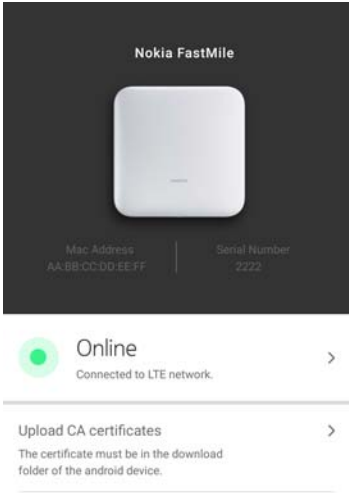 Nokia FastMile
Mac Address
AA:BB:CC:DD:EE:FF
Serial Number
2222
Online
Connected to LTE network.
Upload CA certificates
The certificate must be in the download
folder of the android device.